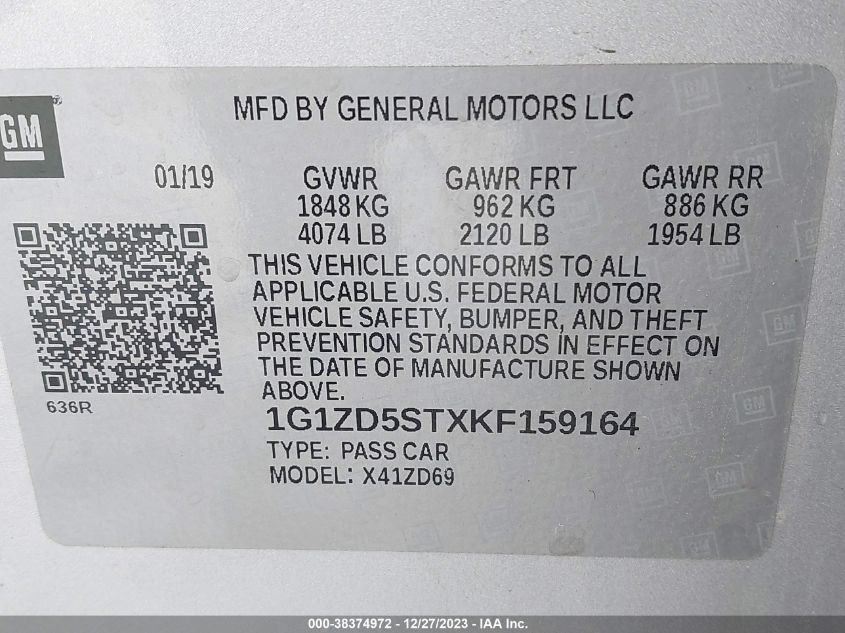 GM
MFD BY GENERAL MOTORS LLC
01/19 GVWR GAWR FRT GAWR RR
1848 KG 962 KG 886 KG
4074 LB 2120 LB 1954 LB
THIS VEHICLE CONFORMS TO ALL
APPLICABLE U.S. FEDERAL MOTOR
VEHICLE SAFETY, BUMPER, AND THEFT
PREVENTION STANDARDS IN EFFECT ON
THE DATE OF MANUFACTURE SHOWN
ABOVE.
636R
1G1ZD5STXKF159164
TYPE: PASS CAR
MODEL: X41ZD69
000-38374972 - 12/27/2023 - IAA Inc.